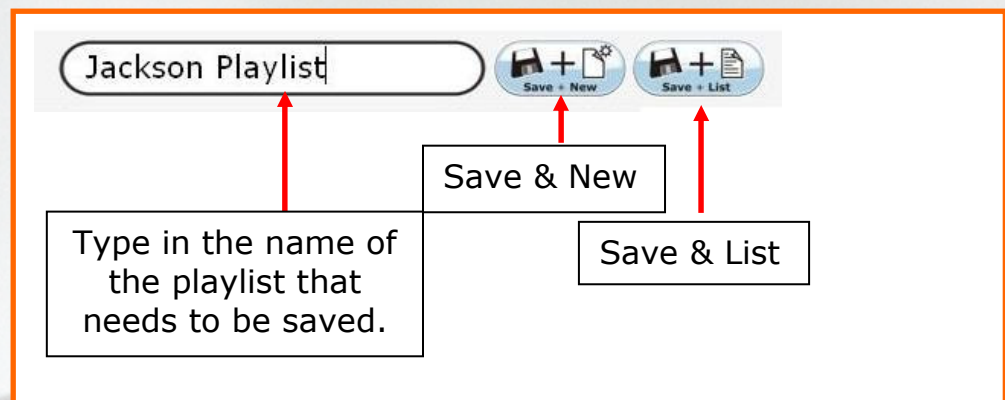 Jackson Playlist
Save + New
Save + List
Save & New
Type in the name of
the playlist that
needs to be saved.
Save & List